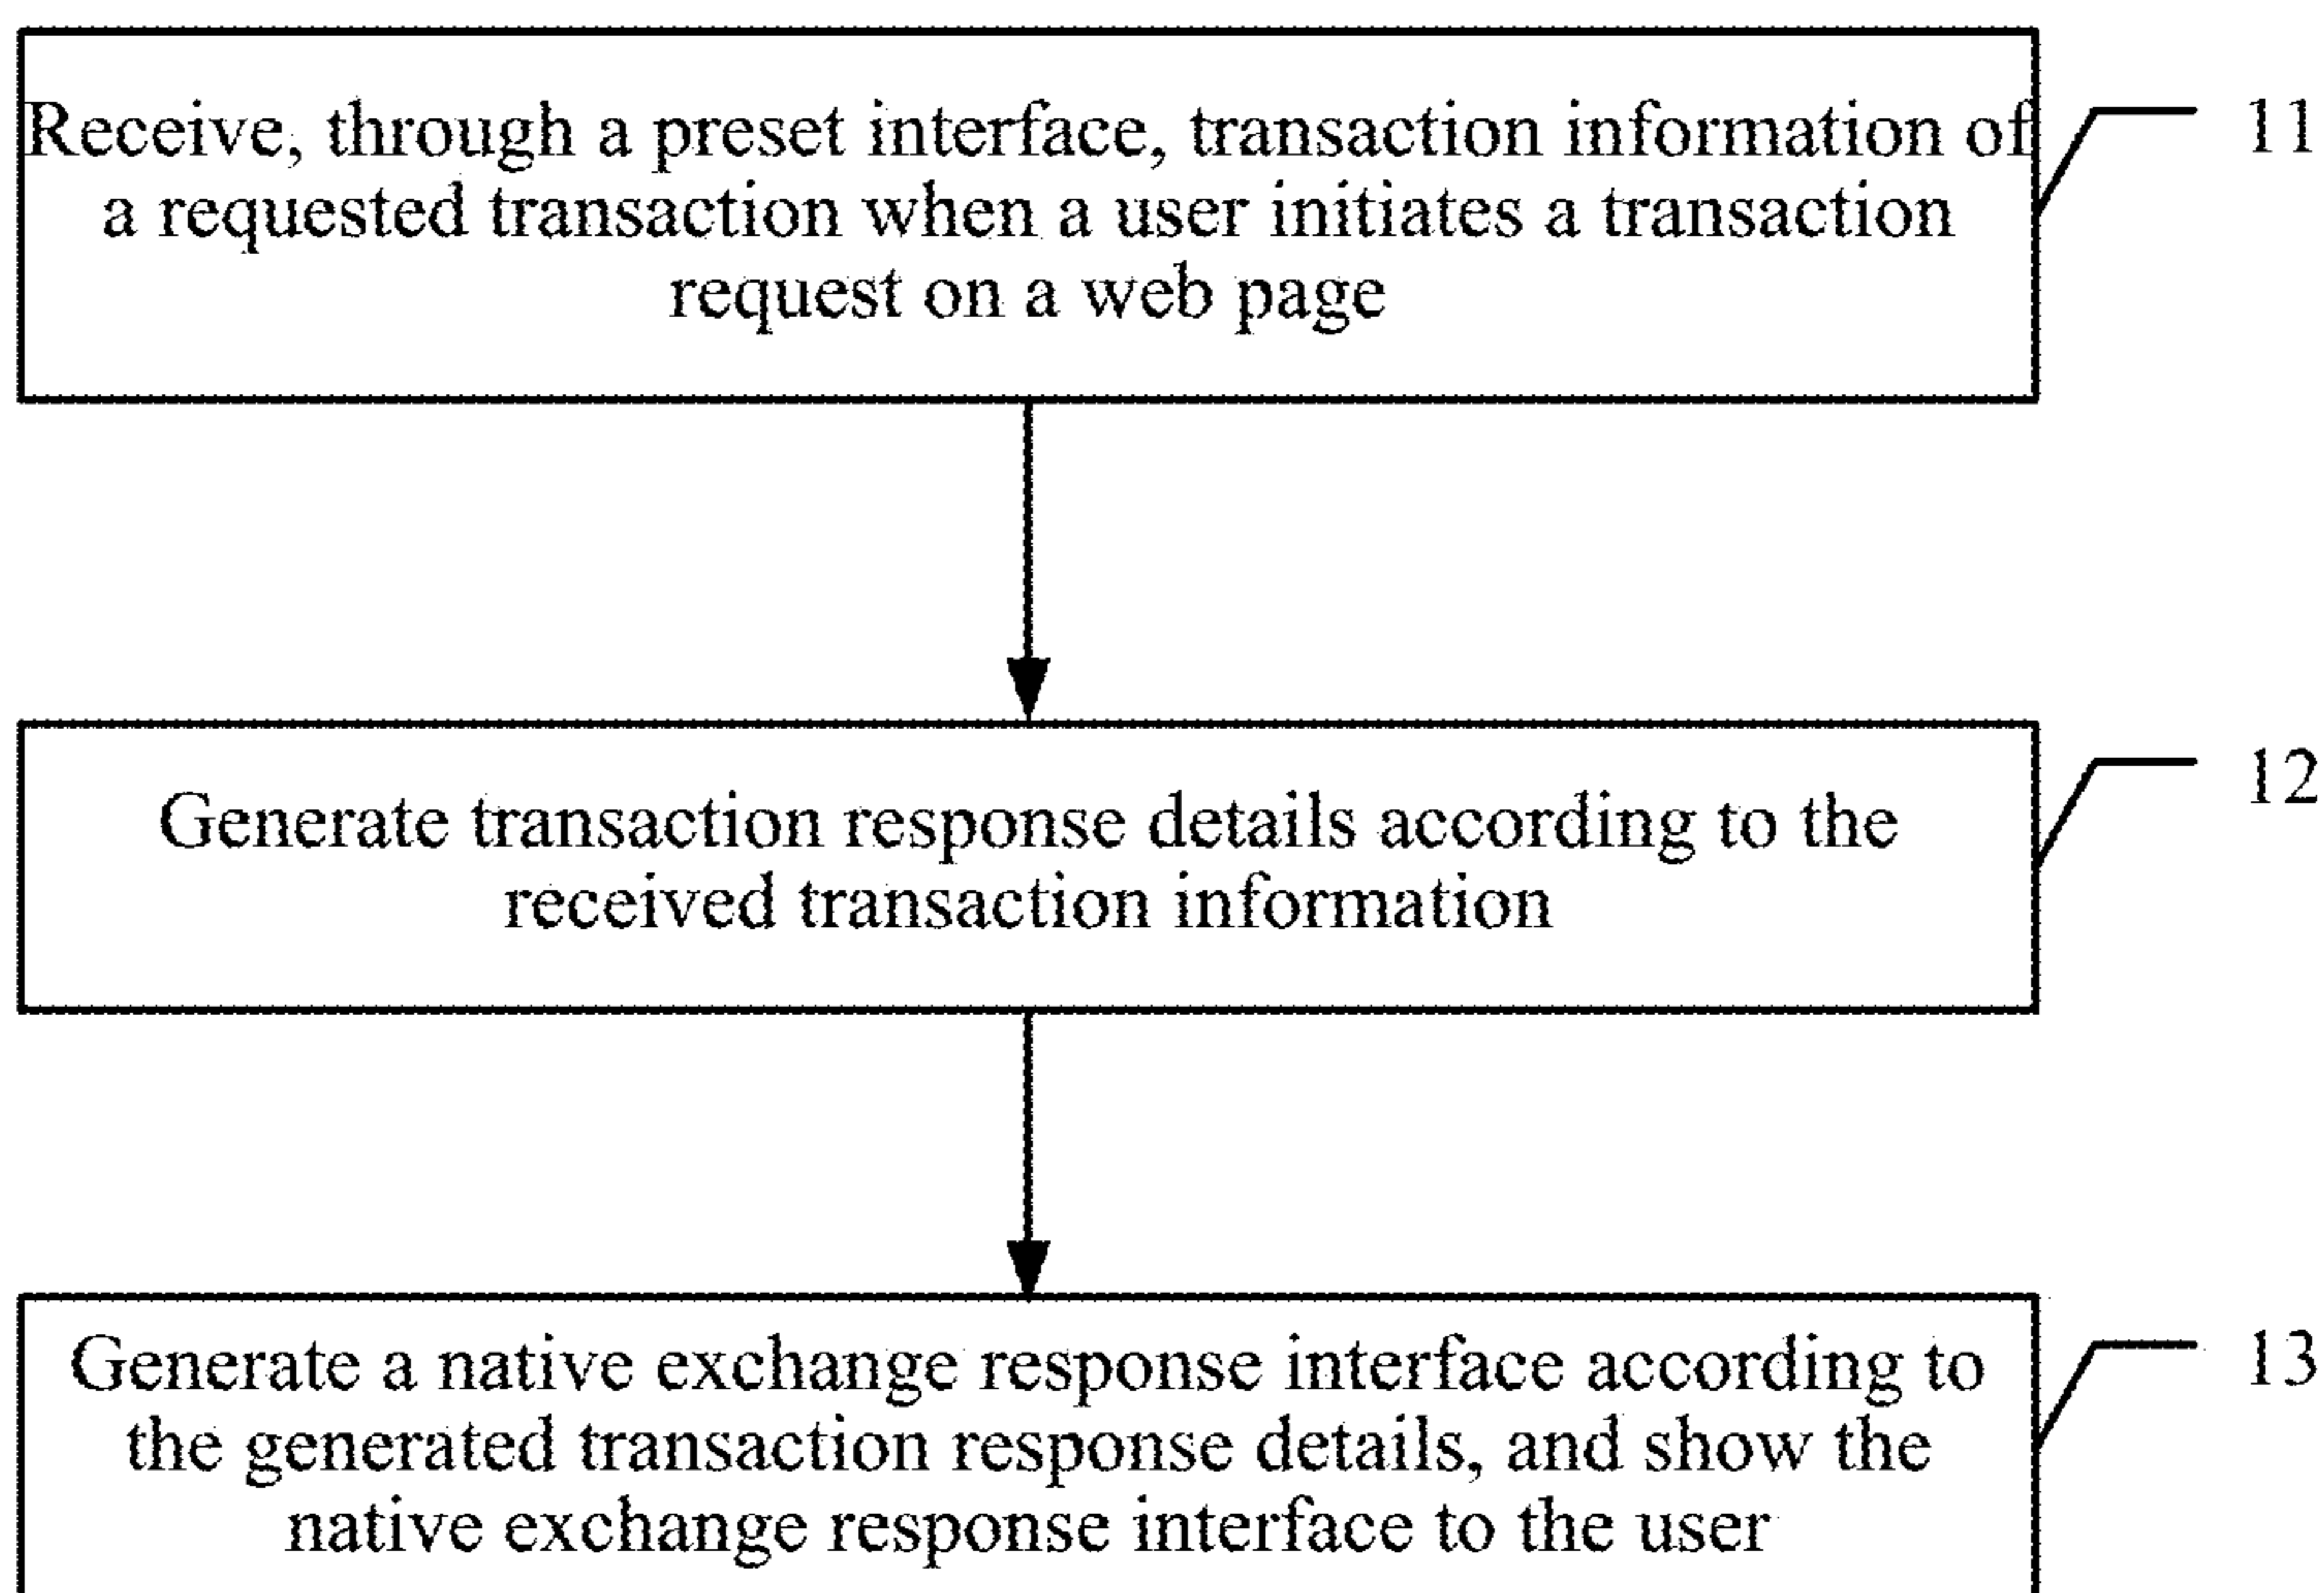 Receive, through a preset interface, transaction information of
a requested transaction when a user initiates a transaction
request on a web page
11
Generate transaction response details according to the
received transaction information
12
Generate a native exchange response interface according to
the generated transaction response details, and show the
native exchange response interface to the user
13